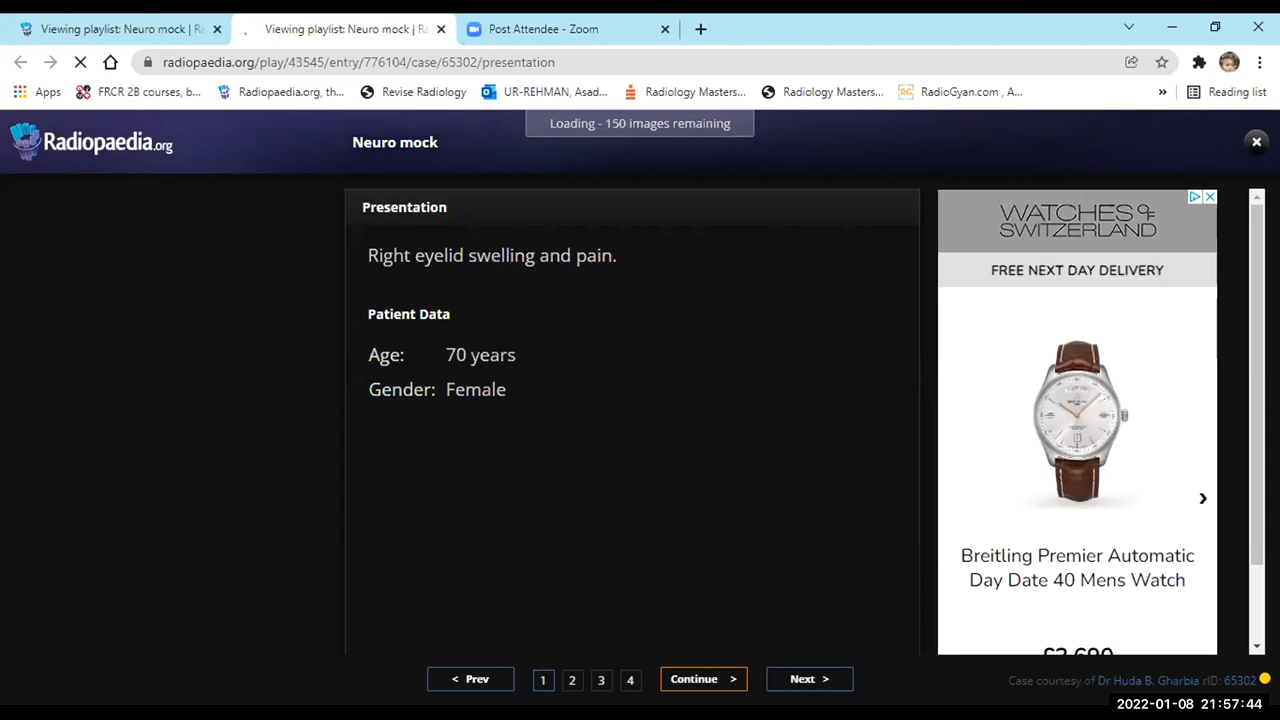 Viewing playlist: Neuro mock | Ra
Viewing playlist: Neuro mock | Ra
Post Attendee - Zoom
radiopaedia.org/play/43545/entry/776104/case/65302/presentation
Apps
FRCR 2B courses, b...
Radiopaedia.org, th...
Revise Radiology
UR-REHMAN, Asad...
Radiology Masters...
Radiology Masters...
RadioGyan.com , A...
»
Reading list
Radiopaedia.org
Neuro mock
Loading - 150 images remaining
Presentation
Right eyelid swelling and pain.
Patient Data
Age: 70 years
Gender: Female
WATCHES OF
SWITZERLAND
FREE NEXT DAY DELIVERY
Breitling Premier Automatic
Day Date 40 Mens Watch
< Prev
1
2
3
4
Continue >
Next >
Case courtesy of Dr Huda B. Gharbia rID: 65302
2022-01-08 21:57:44